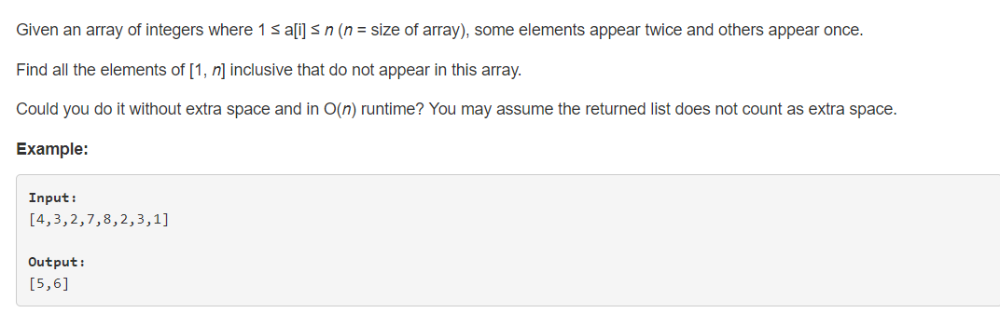 Given an array of integers where 1 ≤ a[i] ≤ n (n = size of array), some elements appear twice and others appear once.
Find all the elements of [1, n] inclusive that do not appear in this array.
Could you do it without extra space and in O(n) runtime? You may assume the returned list does not count as extra space.
Example:
Input:
[4,3,2,7,8,2,3,1]
Output:
[5,6]